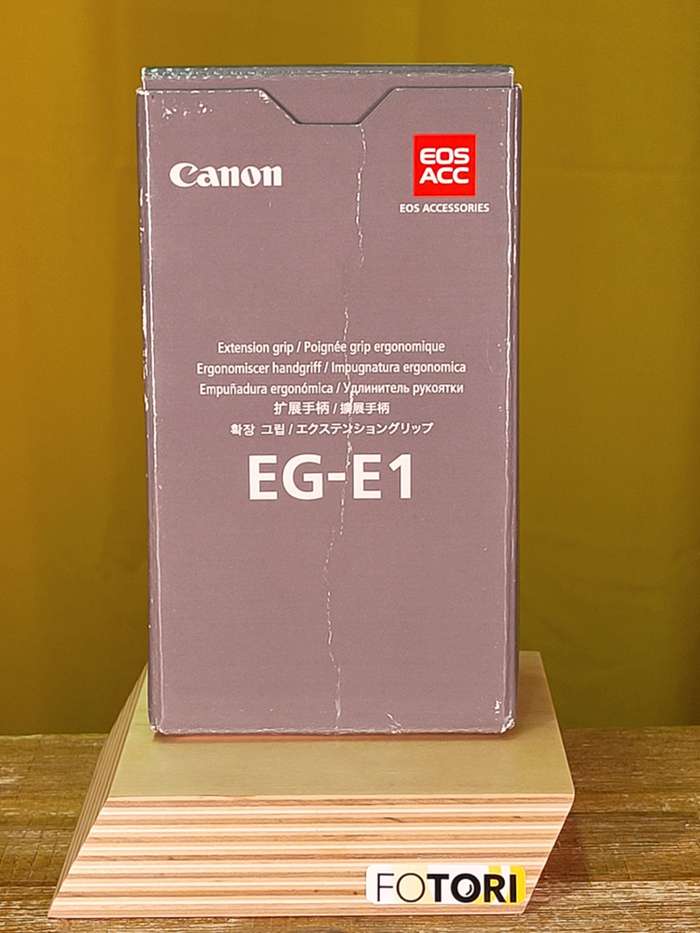 Canon
EOS
ACC
EOS ACCESSORIES
Extension grip / Poignée grip ergonomique
Ergonomiscer handgriff / Impugnatura ergonomica
Empuñadura ergonómica / Удлинитель рукоятки
扩展手柄 / 擴展手柄
확장 그립 / エクステンショングリップ
EG-E1
FOTORI